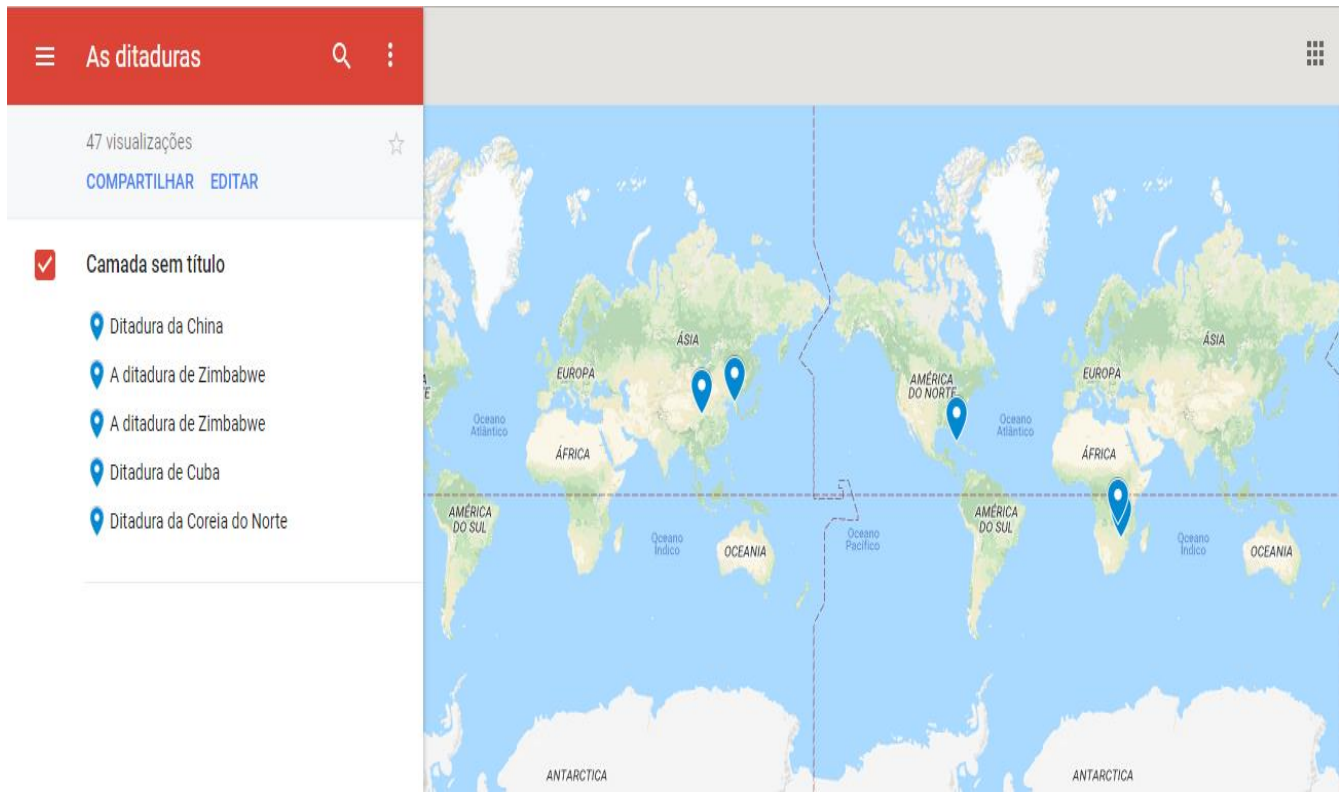 As ditaduras
47 visualizações
COMPARTILHAR EDITAR
Camada sem título
Ditadura da China
A ditadura de Zimbabwe
A ditadura de Zimbabwe
Ditadura de Cuba
Ditadura da Coreia do Norte
ÁSIA
EUROPA
Oceano
Atlântico
ÁFRICA
AMÉRICA
DO SUL
Oceano
Índico
OCEANIA
ANTARCTICA
AMÉRICA
DO NORTE
Oceano
Atlântico
ÁSIA
EUROPA
ÁFRICA
AMÉRICA
DO SUL
Oceano
Pacífico
Oceano
Índico
OCEANIA
ANTARCTICA